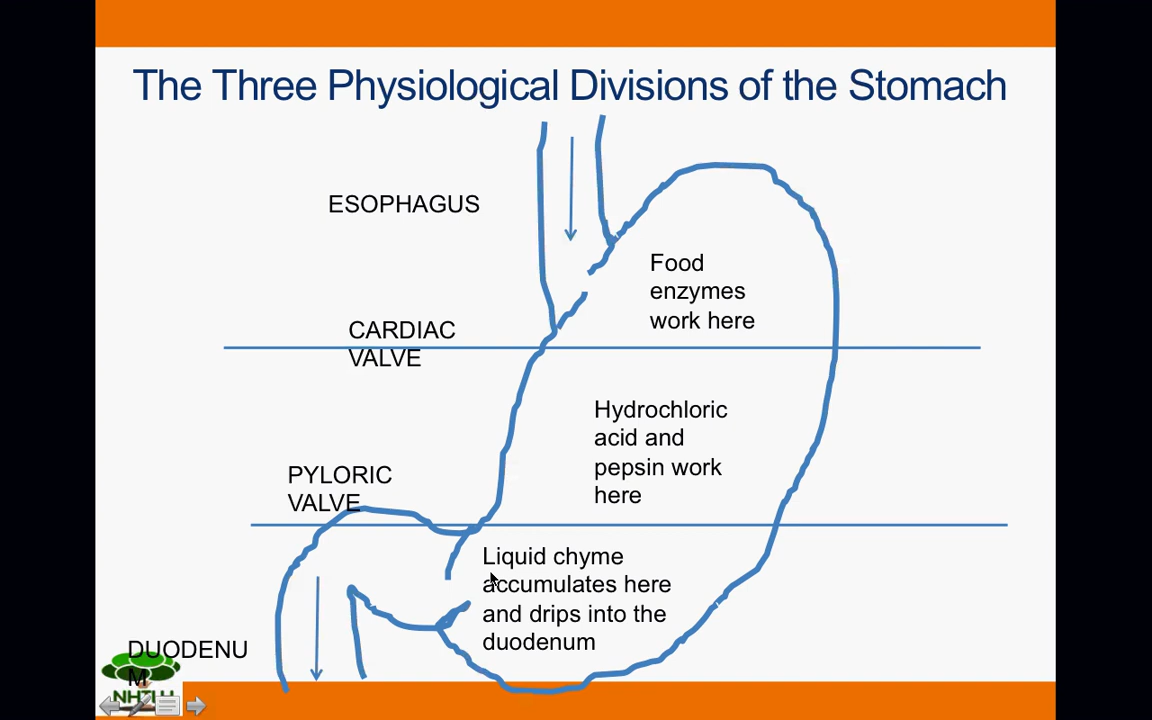 The Three Physiological Divisions of the Stomach
ESOPHAGUS
Food
enzymes
work here
CARDIAC
VALVE
Hydrochloric
acid and
pepsin work
here
PYLORIC
VALVE
Liquid chyme
accumulates here
and drips into the
duodenum
DUODENU
M